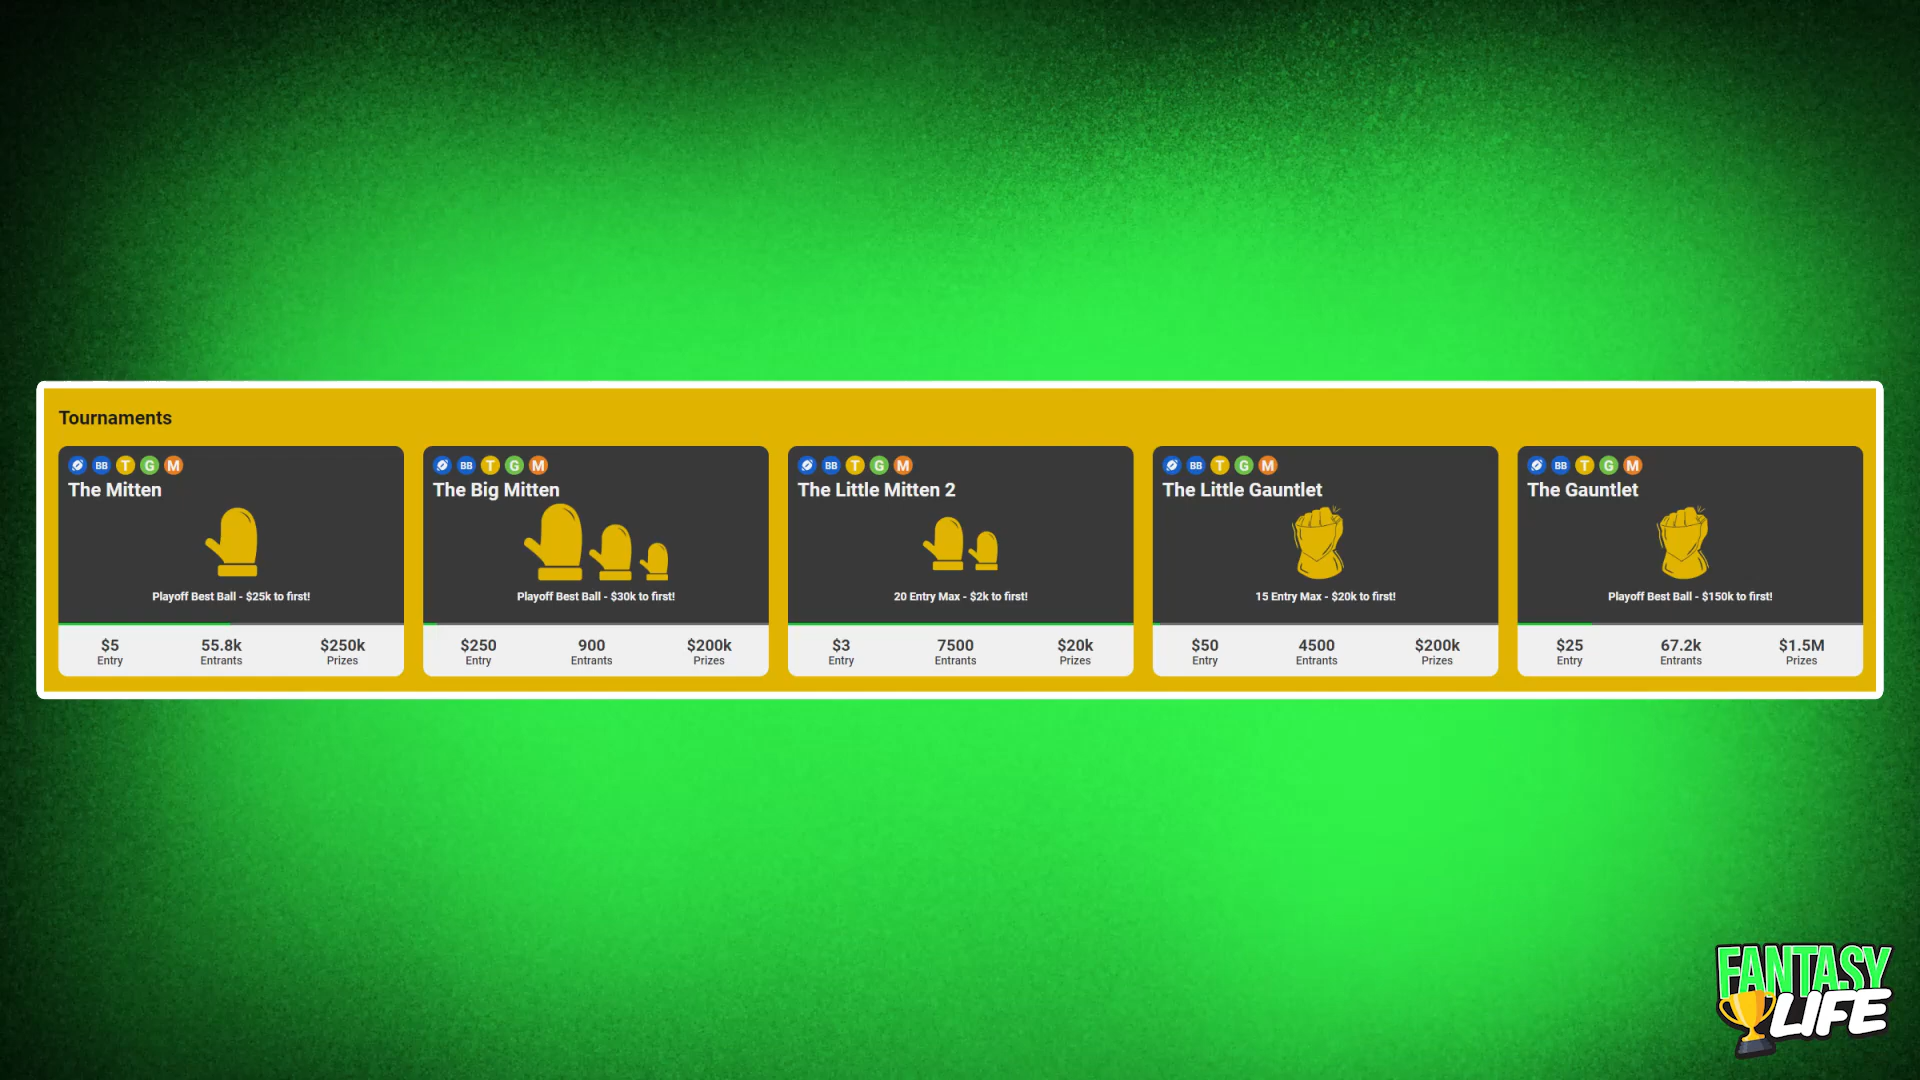 Tournaments
BB T G M
The Mitten
Playoff Best Ball - $25k to first!
$5 55.8k $250k
Entry Entrants Prizes
BB T G M
The Big Mitten
Playoff Best Ball - $30k to first!
$250 900 $200k
Entry Entrants Prizes
BB T G M
The Little Mitten 2
20 Entry Max - $2k to first!
$3 7500 $20k
Entry Entrants Prizes
BB T G M
The Little Gauntlet
15 Entry Max - $20k to first!
$50 4500 $200k
Entry Entrants Prizes
BB T G M
The Gauntlet
Playoff Best Ball - $150k to first!
$25 67.2k $1.5M
Entry Entrants Prizes
FANTASY
LIFE